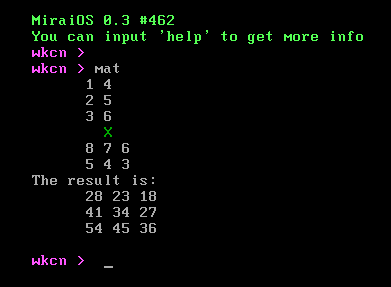 MiraiOS 0.3 #462
You can input 'help' to get more info
wkcn >
wkcn > mat
1 4
2 5
3 6
X
8 7 6
5 4 3
The result is:
28 23 18
41 34 27
54 45 36
wkcn > _